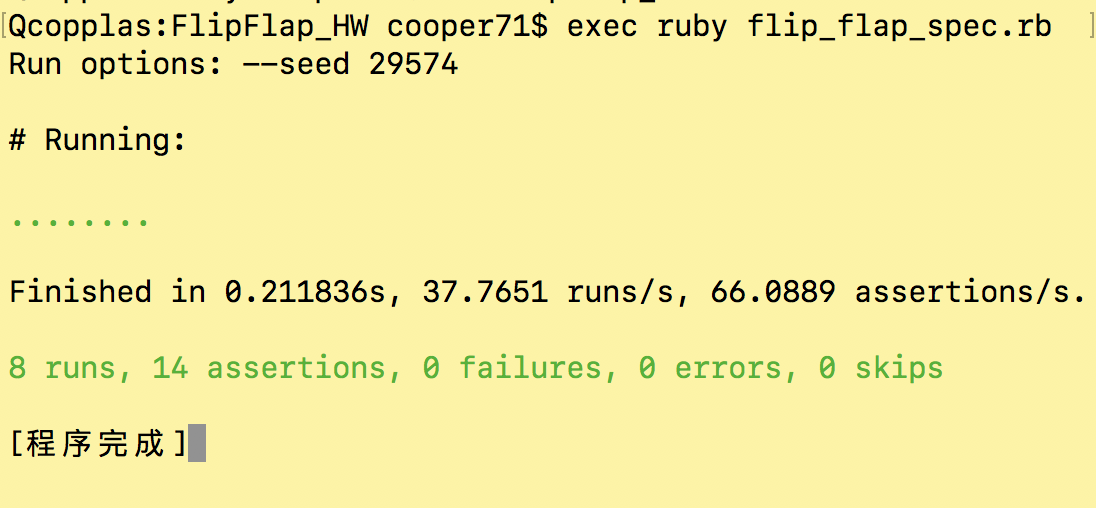 Qcopplas:FlipFlap_HW cooper71$ exec ruby flip_flap_spec.rb
Run options: --seed 29574
# Running:
........
Finished in 0.211836s, 37.7651 runs/s, 66.0889 assertions/s.
8 runs, 14 assertions, 0 failures, 0 errors, 0 skips
[程序完成]